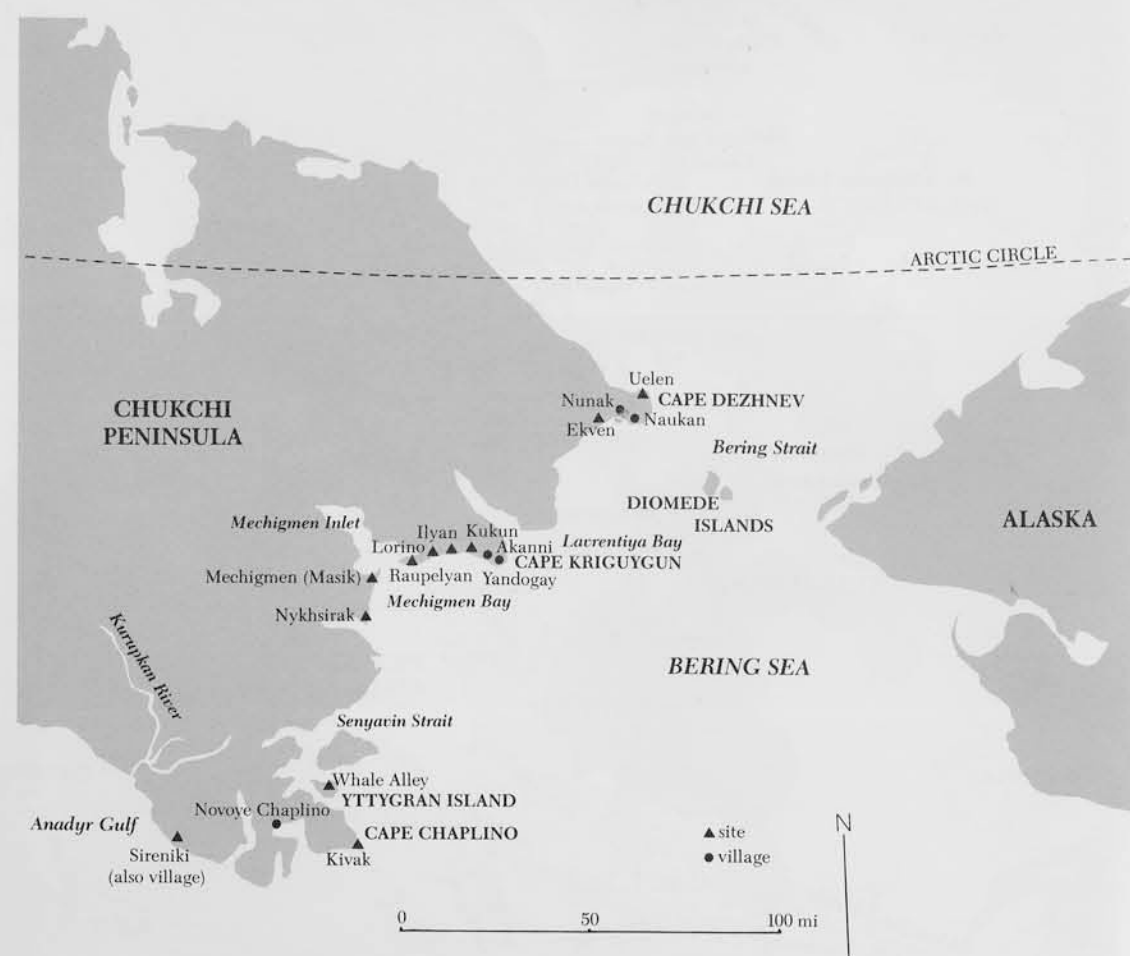 CHUKCHI SEA
ARCTIC CIRCLE
Uelen
Nunak
CAPE DEZHNEV
CHUKCHI
PENINSULA
Ekven
Naukan
Bering Strait
DIOMEDE
ISLANDS
ALASKA
Mechigmen Inlet
Ilyan
Kukun
Lavrentiya Bay
Lorino
Akanni
CAPE KRIGUYGUN
Mechigmen (Masik)
Raupelyan
Yandogay
Mechigmen Bay
Nykhsirak
Kurupkan River
BERING SEA
Senyavin Strait
Whale Alley
YTTYGRAN ISLAND
Novoye Chaplino
Anadyr Gulf
CAPE CHAPLINO
Sireniki
(also village)
Kivak
site
village
N
0 50 100 mi